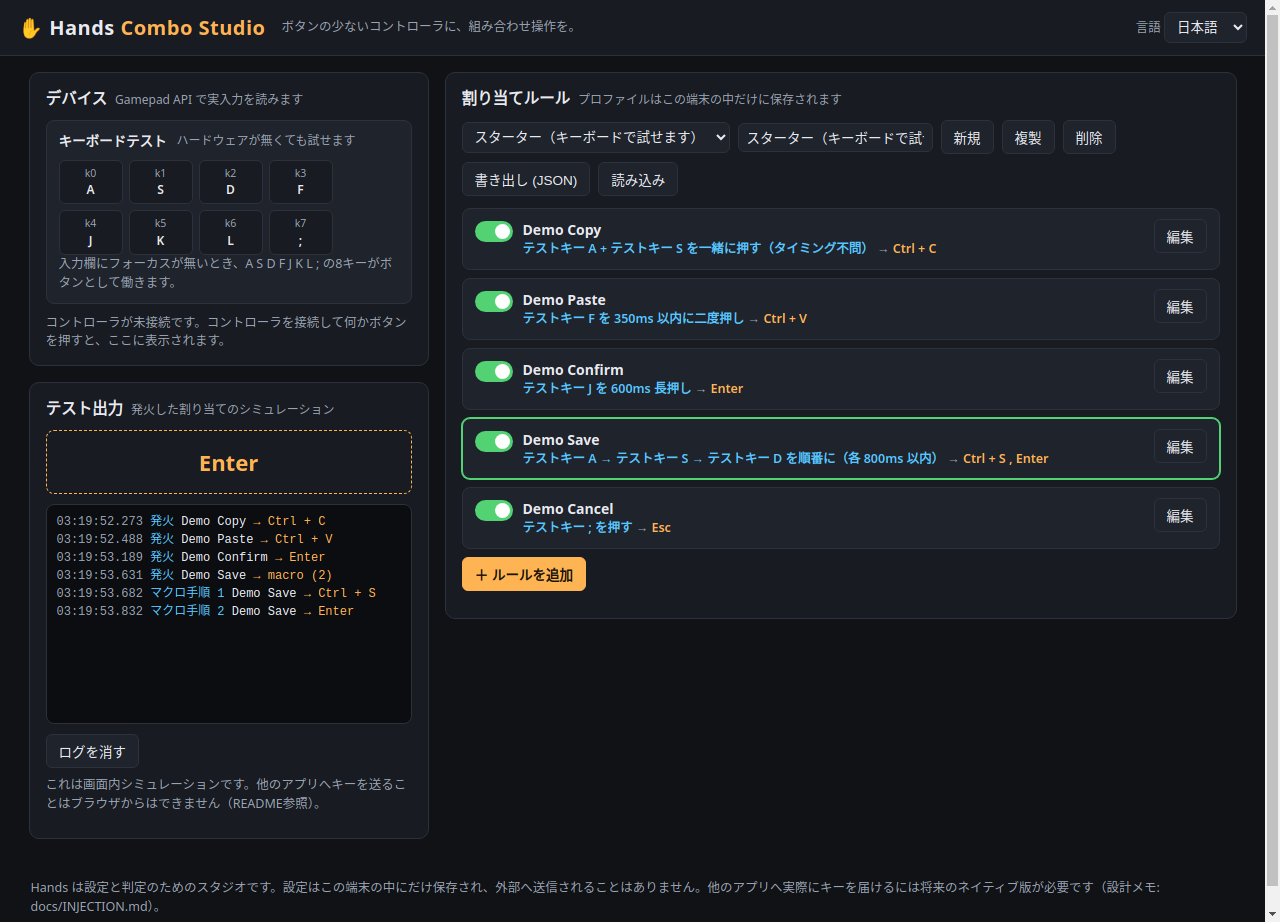 ✋ Hands Combo Studio ボタンの少ないコントローラに、組み合わせ操作を。
言語 日本語
デバイス Gamepad API で実入力を読みます
キーボードテスト ハードウェアが無くても試せます
k0 k1 k2 k3
A S D F
k4 k5 k6 k7
J K L ;
入力欄にフォーカスが無いとき、A S D F J K L ; の8キーがボ
タンとして働きます。
コントローラが未接続です。コントローラを接続して何かボタン
を押すと、ここに表示されます。
テスト出力 発火した割り当てのシミュレーション
Enter
03:19:52.273 発火 Demo Copy → Ctrl + C
03:19:52.488 発火 Demo Paste → Ctrl + V
03:19:53.189 発火 Demo Confirm → Enter
03:19:53.631 発火 Demo Save → macro (2)
03:19:53.682 マクロ手順 1 Demo Save → Ctrl + S
03:19:53.832 マクロ手順 2 Demo Save → Enter
ログを消す
これは画面内シミュレーションです。他のアプリへキーを送るこ
とはブラウザからはできません（README参照）。
割り当てルール プロファイルはこの端末の中だけに保存されます
スターター（キーボードで試せます） スターター（キーボードで試 新規 複製 削除
書き出し (JSON) 読み込み
Demo Copy
テストキー A + テストキー S を一緒に押す（タイミング不問） → Ctrl + C
編集
Demo Paste
テストキー F を 350ms 以内に二度押し → Ctrl + V
編集
Demo Confirm
テストキー J を 600ms 長押し → Enter
編集
Demo Save
テストキー A → テストキー S → テストキー D を順番に（各 800ms 以内） → Ctrl + S , Enter
編集
Demo Cancel
テストキー ; を押す → Esc
編集
＋ ルールを追加
Hands は設定と判定のためのスタジオです。設定はこの端末の中にだけ保存され、外部へ送信されることはありません。他のアプリへ実際にキーを届けるには将来のネイティブ版が必要です（設計メモ:
docs/INJECTION.md）。